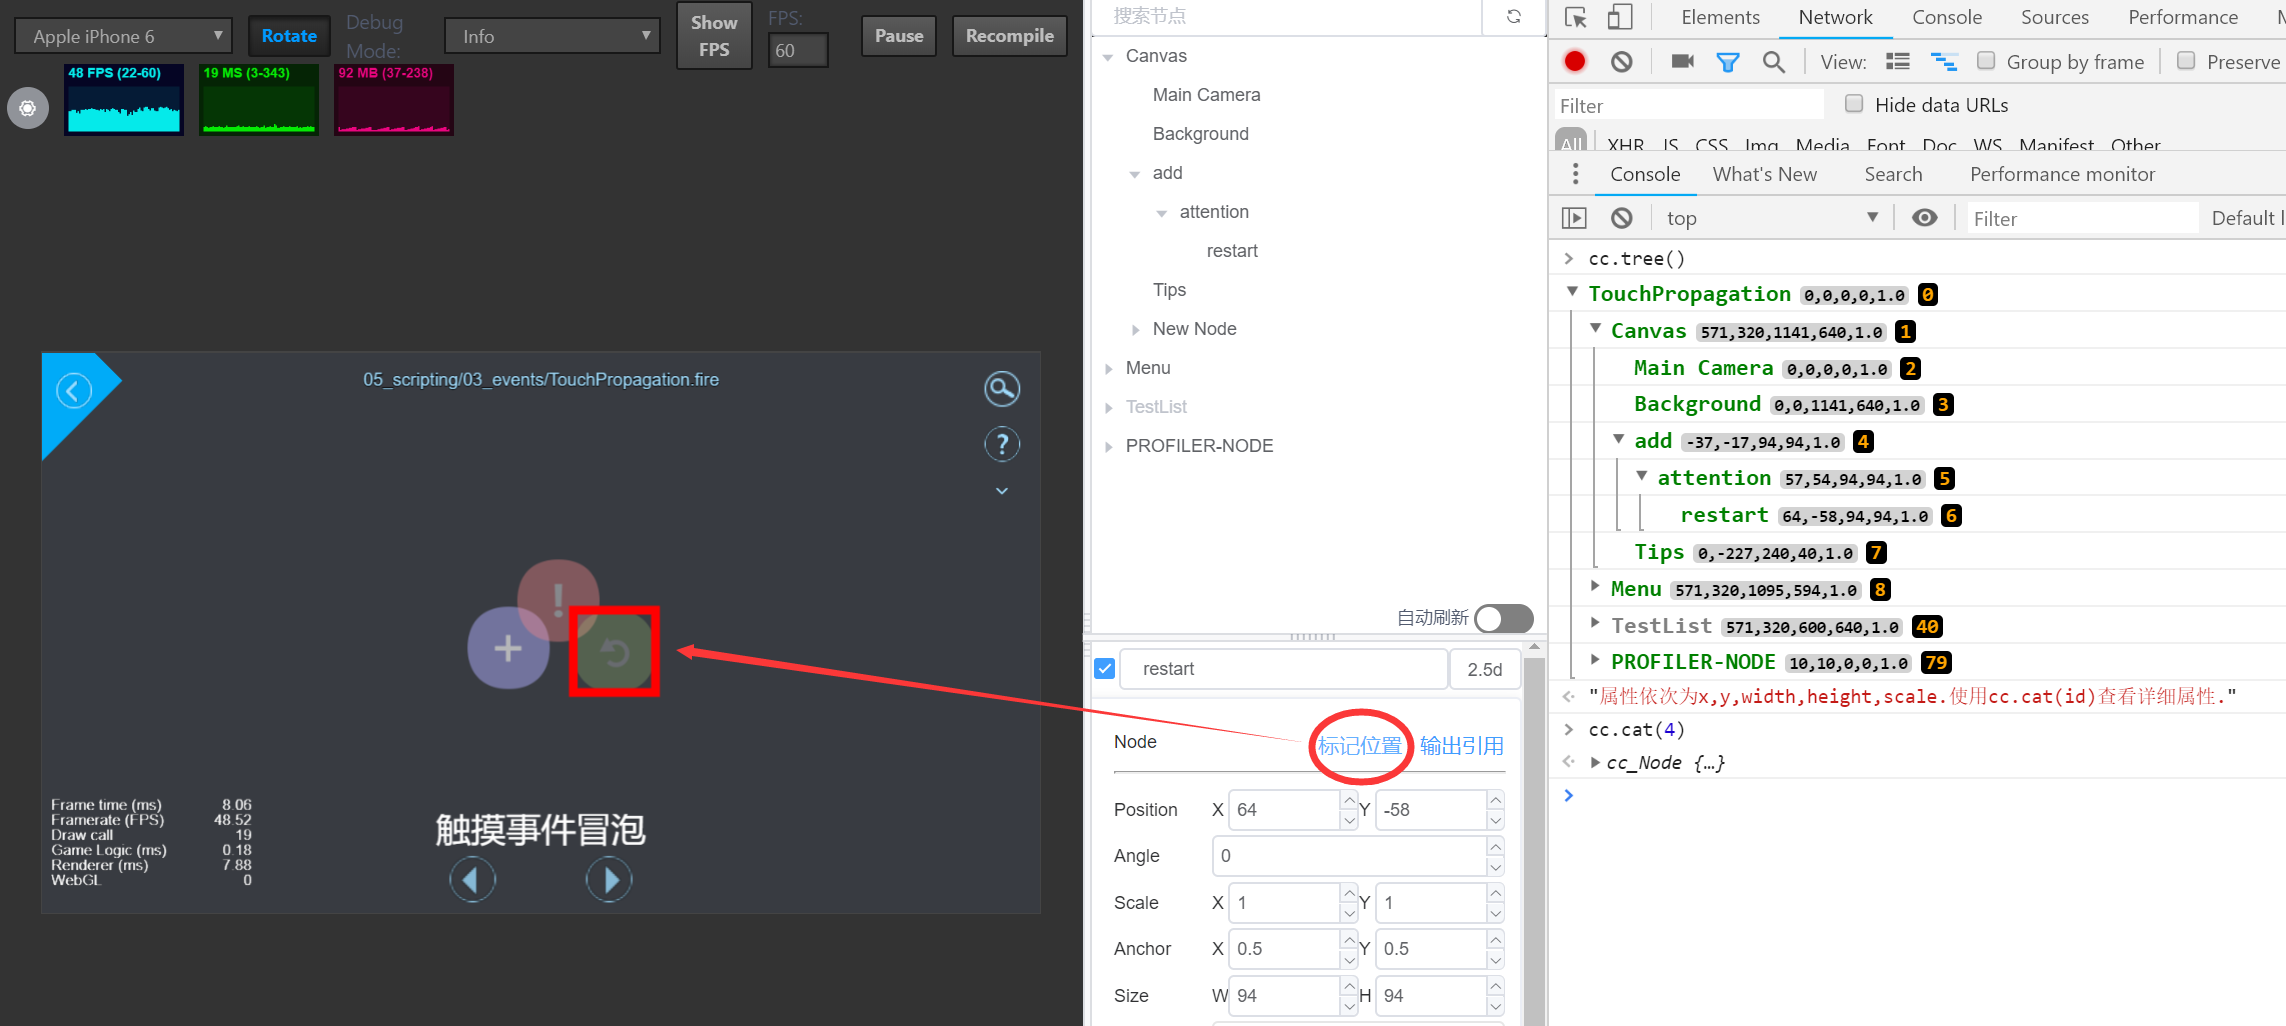 Apple iPhone 6
Rotate
Debug
Mode:
Info
Show
FPS
FPS:
60
Pause
Recompile
48 FPS (22-60)
19 MS (3-343)
92 MB (37-238)
05_scripting/03_events/TouchPropagation.fire
?
!
+
Frame time (ms) 8.06
Framerate (FPS) 48.52
Draw call 19
Game Logic (ms) 0.18
Renderer (ms) 7.88
WebGL 0
触摸事件冒泡
搜索节点
Canvas
Main Camera
Background
add
attention
restart
Tips
New Node
Menu
TestList
PROFILER-NODE
自动刷新
restart
2.5d
Node 标记位置 输出引用
Position X 64 Y -58
Angle 0
Scale X 1 Y 1
Anchor X 0.5 Y 0.5
Size W 94 H 94
Elements Network Console Sources Performance
View: Group by frame Preserve
Filter Hide data URLs
All XHR JS CSS Img Media Font Doc WS Manifest Other
Console What's New Search Performance monitor
top Filter Default l
cc.tree()
TouchPropagation 0,0,0,0,1.0 0
Canvas 571,320,1141,640,1.0 1
Main Camera 0,0,0,0,1.0 2
Background 0,0,1141,640,1.0 3
add -37,-17,94,94,1.0 4
attention 57,54,94,94,1.0 5
restart 64,-58,94,94,1.0 6
Tips 0,-227,240,40,1.0 7
Menu 571,320,1095,594,1.0 8
TestList 571,320,600,640,1.0 40
PROFILER-NODE 10,10,0,0,1.0 79
"属性依次为x,y,width,height,scale.使用cc.cat(id)查看详细属性."
cc.cat(4)
cc_Node {…}